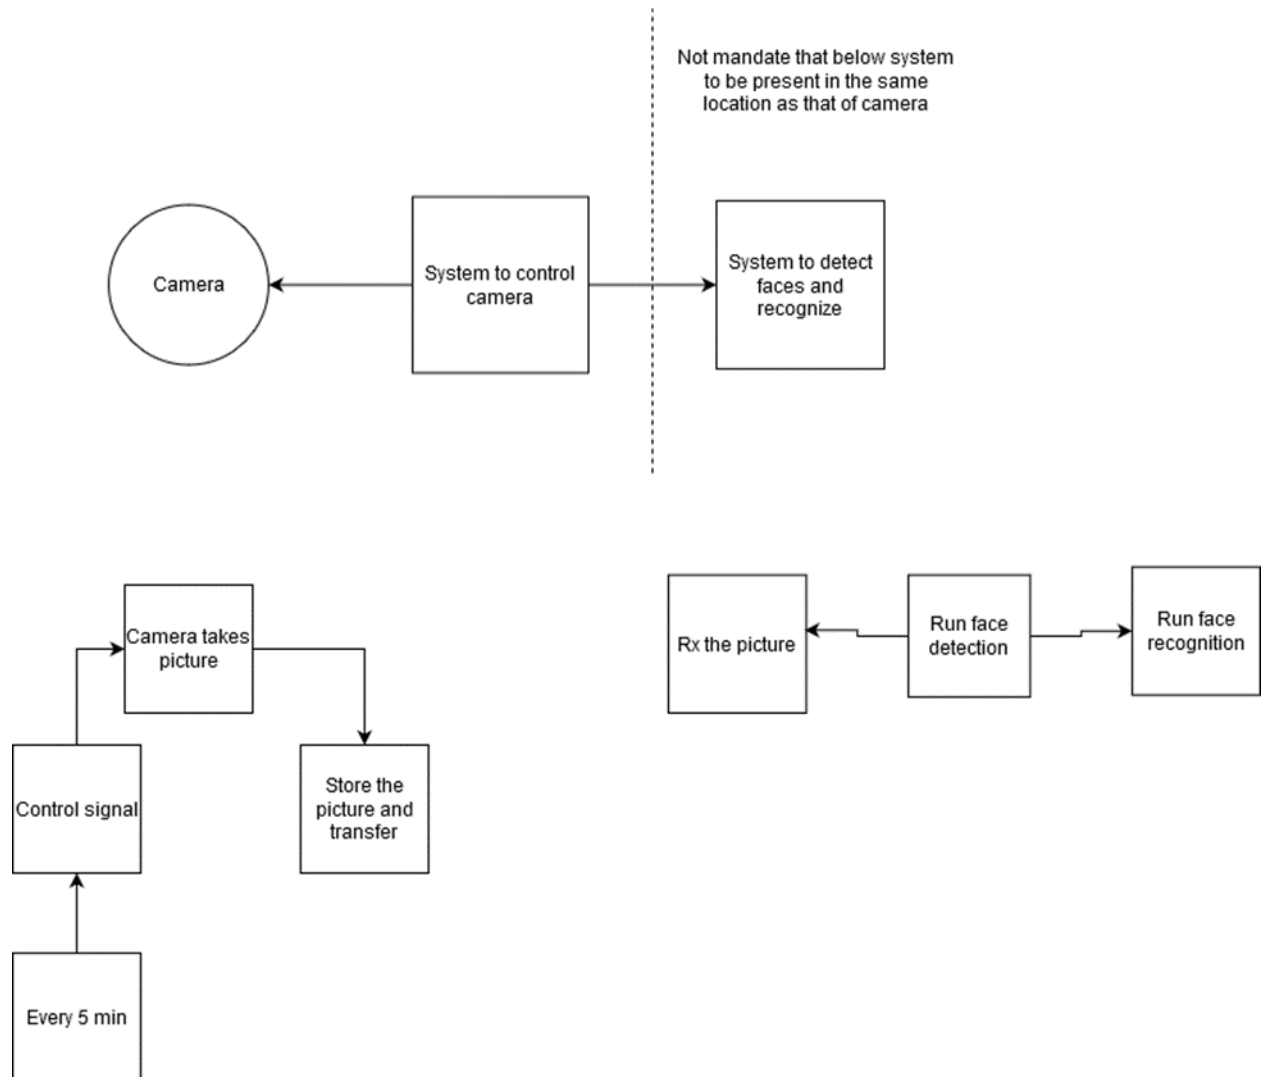 Not mandate that below system
to be present in the same
location as that of camera
Camera
System to control
camera
System to detect
faces and
recognize
Camera takes
picture
Control signal
Store the
picture and
transfer
Every 5 min
Rx the picture
Run face
detection
Run face
recognition